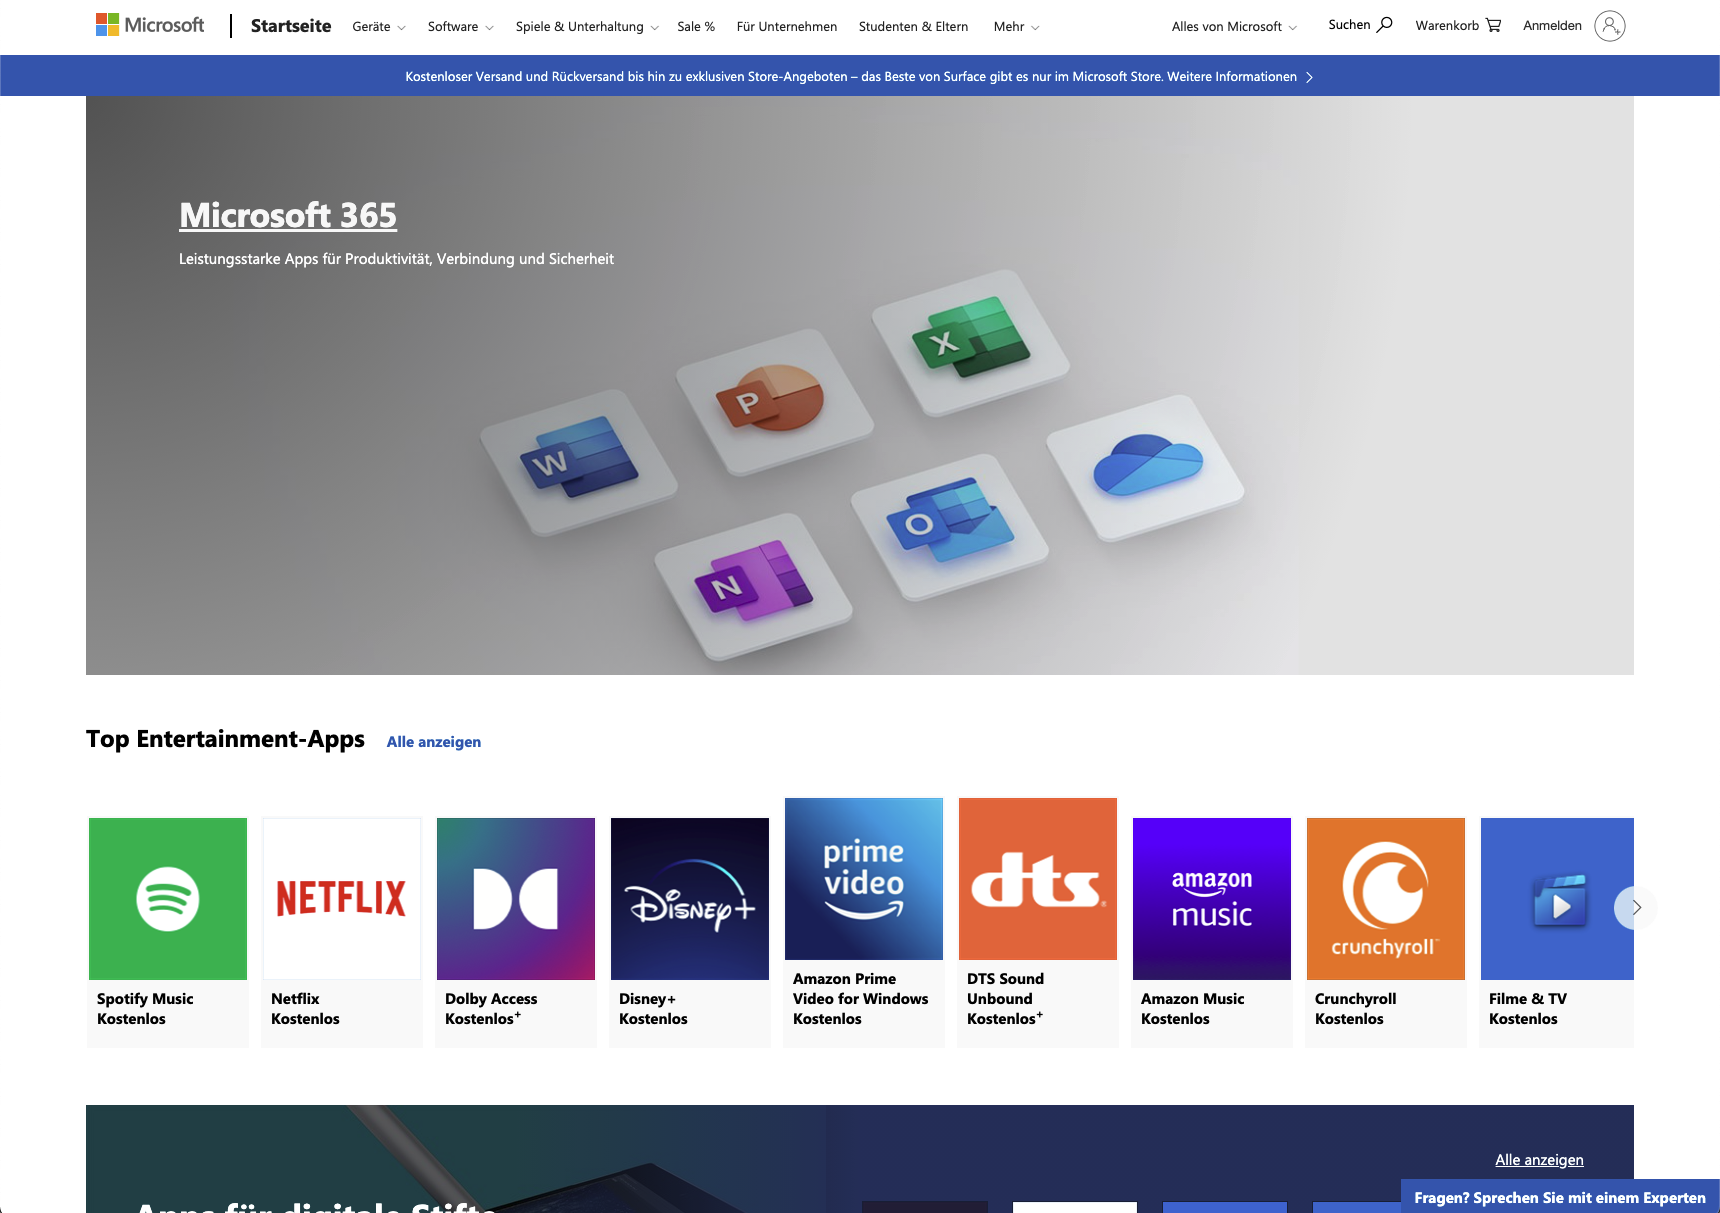 Microsoft
Startseite
Geräte
Software
Spiele & Unterhaltung
Sale %
Für Unternehmen
Studenten & Eltern
Mehr
Alles von Microsoft
Suchen
Warenkorb
Anmelden
Kostenloser Versand und Rückversand bis hin zu exklusiven Store-Angeboten – das Beste von Surface gibt es nur im Microsoft Store. Weitere Informationen
Microsoft 365
Leistungsstarke Apps für Produktivität, Verbindung und Sicherheit
X
P
W
O
N
Top Entertainment-Apps
Alle anzeigen
Spotify Music
Kostenlos
NETFLIX
Netflix
Kostenlos
Dolby Access
Kostenlos+
Disney+
Disney+
Kostenlos
prime
video
Amazon Prime
Video for Windows
Kostenlos
dts
DTS Sound
Unbound
Kostenlos+
amazon
music
Amazon Music
Kostenlos
crunchyroll
Crunchyroll
Kostenlos
Filme & TV
Kostenlos
Alle anzeigen
Apps für digitale Stifte
Fragen? Sprechen Sie mit einem Experten